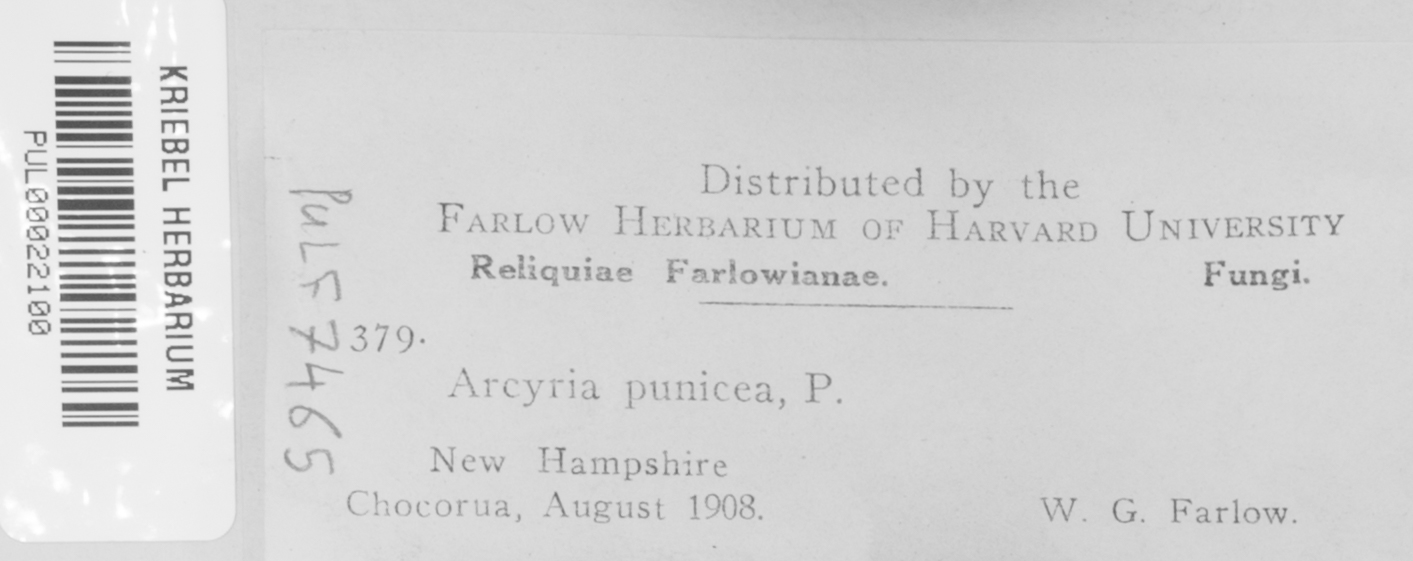 KRIEBEL HERBARIUM
PUL00022100
PULF7465
Distributed by the
FARLOW HERBARIUM OF HARVARD UNIVERSITY
Reliquiae Farlowianae. Fungi.
379.
Arcyria punicea, P.
New Hampshire
Chocorua, August 1908. W. G. Farlow.